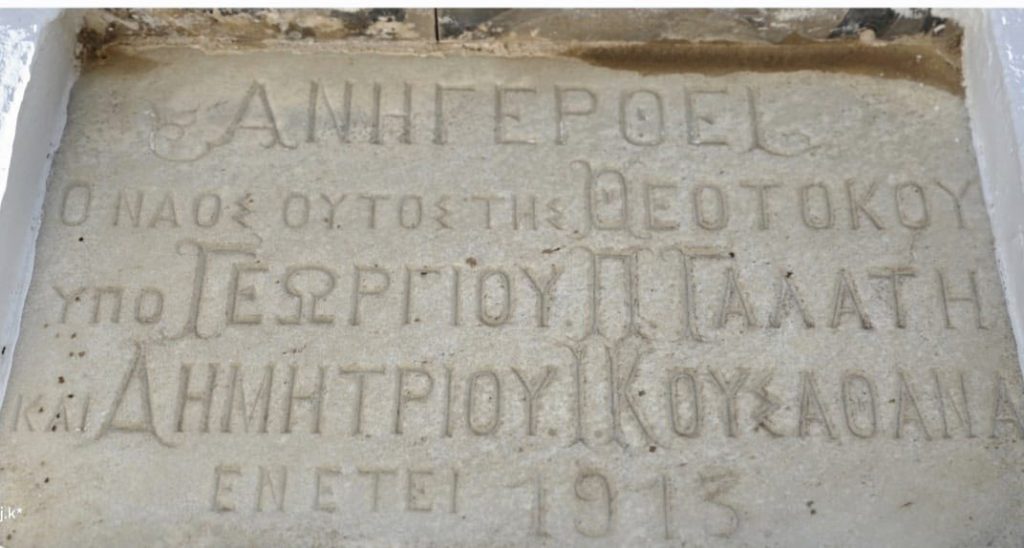 ΑΝΗΓΕΡΘΕΙ
Ο ΝΑΟΣ ΟΥΤΟΣ ΤΗΣ ΘΕΟΤΟΚΟΥ
ΥΠΟ ΓΕΩΡΓΙΟΥ Π. ΓΑΛΑΤΗ
ΚΑΙ ΔΗΜΗΤΡΙΟΥ. Ι. ΚΟΥΣΑΘΑΝΑ
ΕΝ ΕΤΕΙ 1913
j.k*